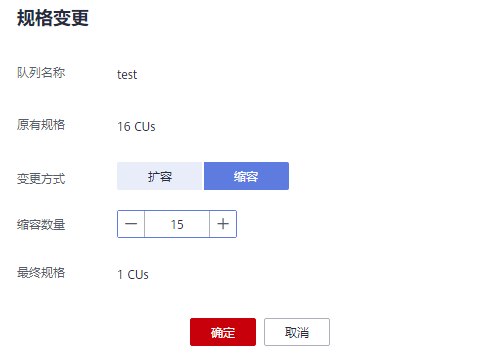 规格变更
队列名称 test
原有规格 16 CUs
变更方式 扩容 缩容
缩容数量 — 15 +
最终规格 1 CUs
确定 取消